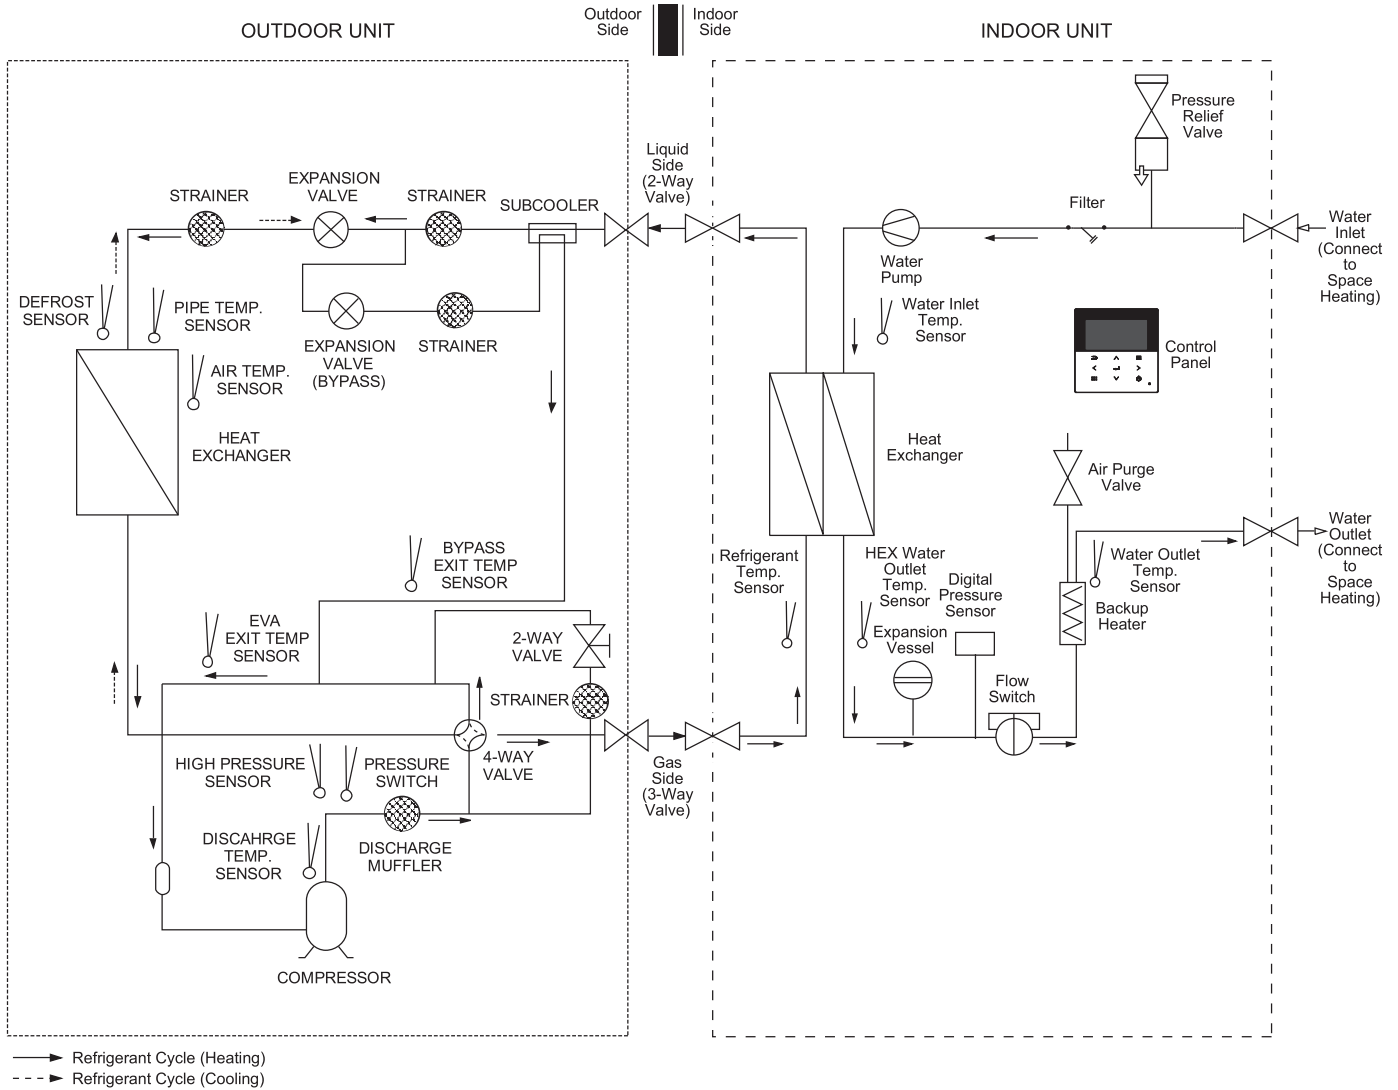 OUTDOOR UNIT
Outdoor
Side
Indoor
Side
INDOOR UNIT
Pressure
Relief
Valve
Liquid
Side
(2-Way
Valve)
STRAINER
EXPANSION
VALVE
STRAINER
SUBCOOLER
Filter
Water
Inlet
(Connect
to
Space
Heating)
Water
Pump
DEFROST
SENSOR
PIPE TEMP.
SENSOR
Water Inlet
Temp.
Sensor
EXPANSION
VALVE
(BYPASS)
STRAINER
Control
Panel
AIR TEMP.
SENSOR
HEAT
EXCHANGER
Heat
Exchanger
Air Purge
Valve
Water
Outlet
(Connect
to
Space
Heating)
BYPASS
EXIT TEMP
SENSOR
Refrigerant
Temp.
Sensor
HEX Water
Outlet
Temp.
Sensor
Digital
Pressure
Sensor
Water Outlet
Temp.
Sensor
Backup
Heater
EVA
EXIT TEMP
SENSOR
2-WAY
VALVE
Expansion
Vessel
STRAINER
Flow
Switch
HIGH PRESSURE
SENSOR
PRESSURE
SWITCH
4-WAY
VALVE
Gas
Side
(3-Way
Valve)
DISCAHRGE
TEMP.
SENSOR
DISCHARGE
MUFFLER
COMPRESSOR
Refrigerant Cycle (Heating)
Refrigerant Cycle (Cooling)